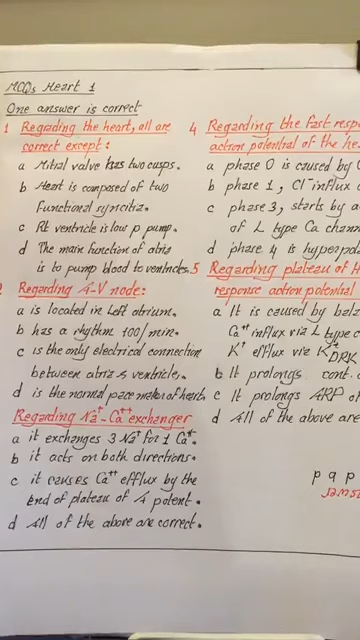 MCQs Heart 1
One answer is correct
1 Regrading the heart, all are
correct except:
a Mitral valve has two cusps.
b Heart is composed of two
Functional syncitia.
c Rt ventricle is low p pump.
d The main function of atria
is to pump blood to ventricles.
Regarding A-V node:
a is located in Left atrium.
b has a rhythm 100/min.
c is the only electrical connection
between atria & ventricle.
d is the normal pace maker of heart.
Regarding Na+-Ca++ exchanger
a it exchanges 3 Na+ for 1 Ca++.
b it acts on both directions.
c it causes Ca++ efflux by the
end of plateau of A potent.
d All of the above are correct.
4 Regarding the fast resp
action potential of the he
a phase 0 is caused by
b phase 1, Cl- influx
c phase 3, starts by a
of L type Ca chann
d phase 4 is hyperpola
5 Regarding plateau of
response action potential
a It is caused by bala
Ca++ influx via L type c
K+ efflux via K+DRK
b It prolongs cont.
c It prolongs ARP of
d All of the above are
p q p